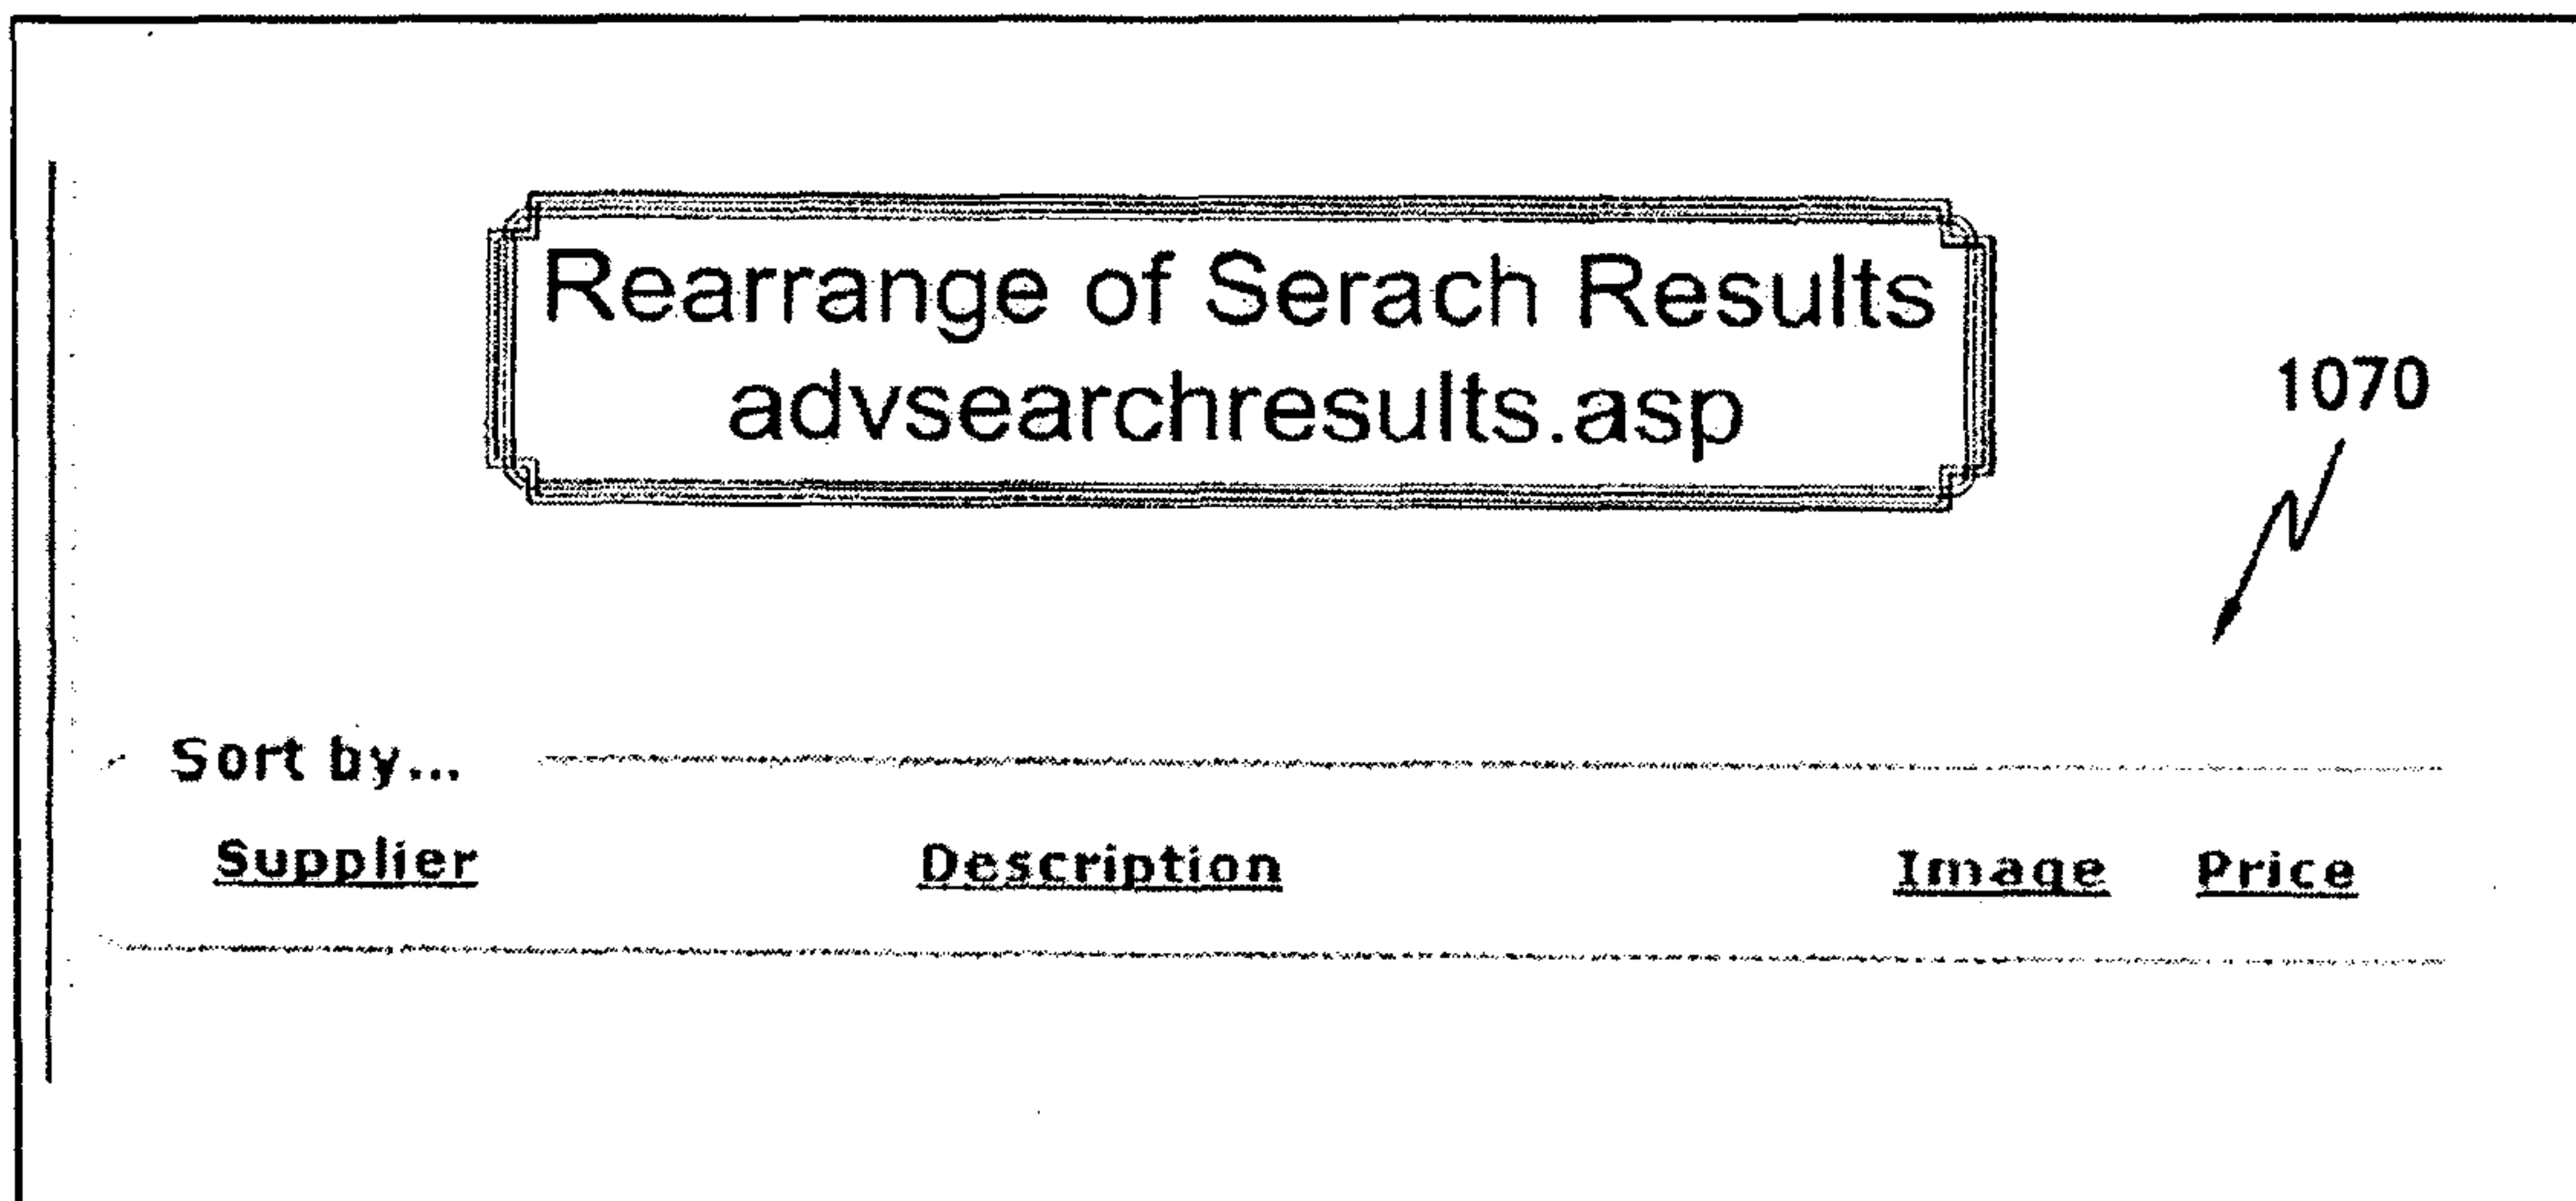 Rearrange of Serach Results
advsearchresults.asp
1070
Sort by...
Supplier Description Image Price